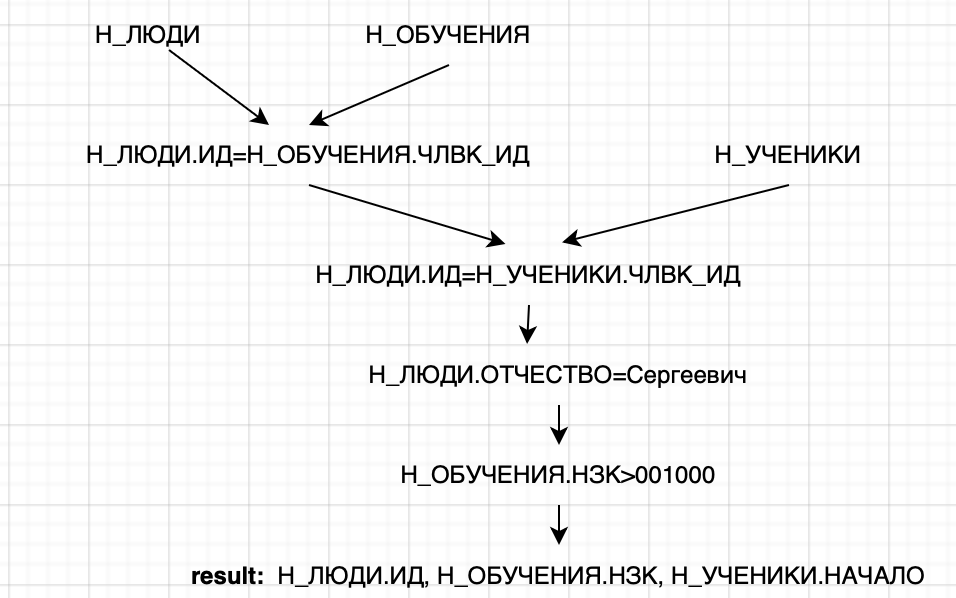 Н_ЛЮДИ Н_ОБУЧЕНИЯ
Н_ЛЮДИ.ИД=Н_ОБУЧЕНИЯ.ЧЛВК_ИД Н_УЧЕНИКИ
Н_ЛЮДИ.ИД=Н_УЧЕНИКИ.ЧЛВК_ИД
Н_ЛЮДИ.ОТЧЕСТВО=Сергеевич
Н_ОБУЧЕНИЯ.НЗК>001000
result: Н_ЛЮДИ.ИД, Н_ОБУЧЕНИЯ.НЗК, Н_УЧЕНИКИ.НАЧАЛО